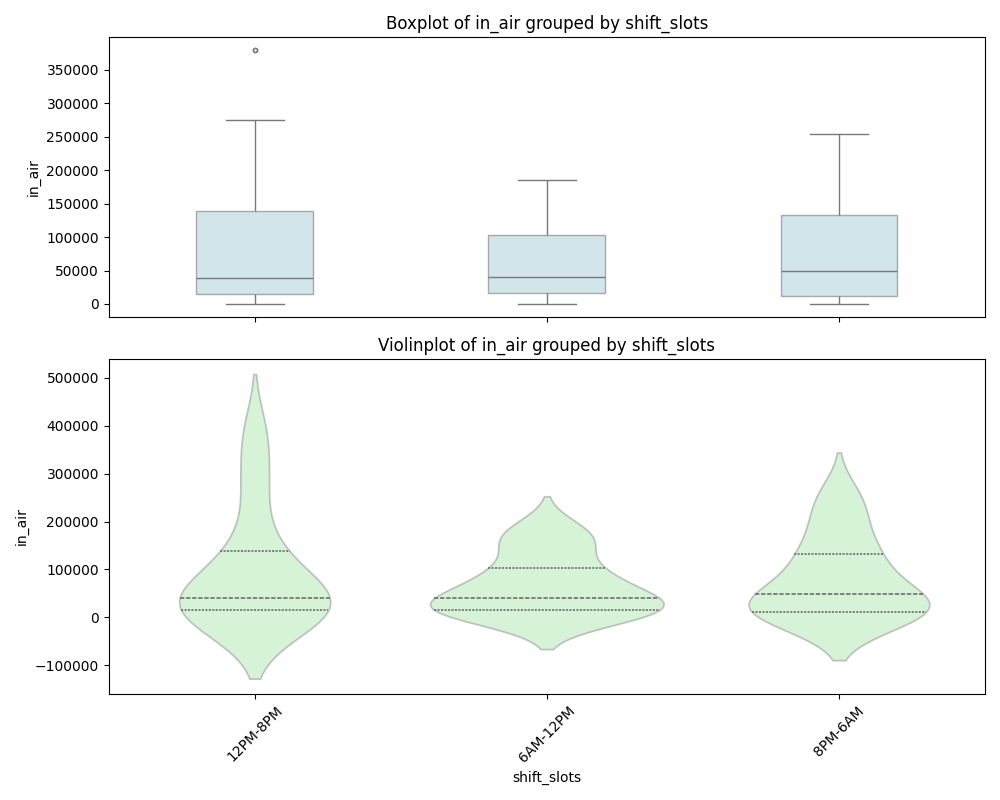 Boxplot of in_air grouped by shift_slots
in_air
350000
300000
250000
200000
150000
100000
50000
0
Violinplot of in_air grouped by shift_slots
in_air
500000
400000
300000
200000
100000
0
−100000
12PM-8PM
6AM-12PM
8PM-6AM
shift_slots